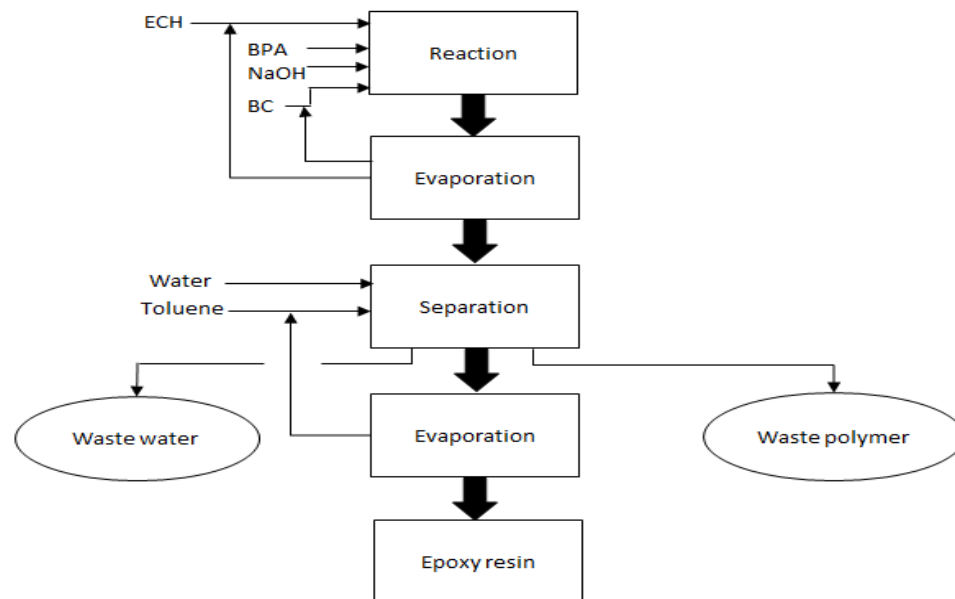 ECH
BPA
NaOH
BC
Reaction
Evaporation
Water
Toluene
Separation
Waste water
Evaporation
Waste polymer
Epoxy resin